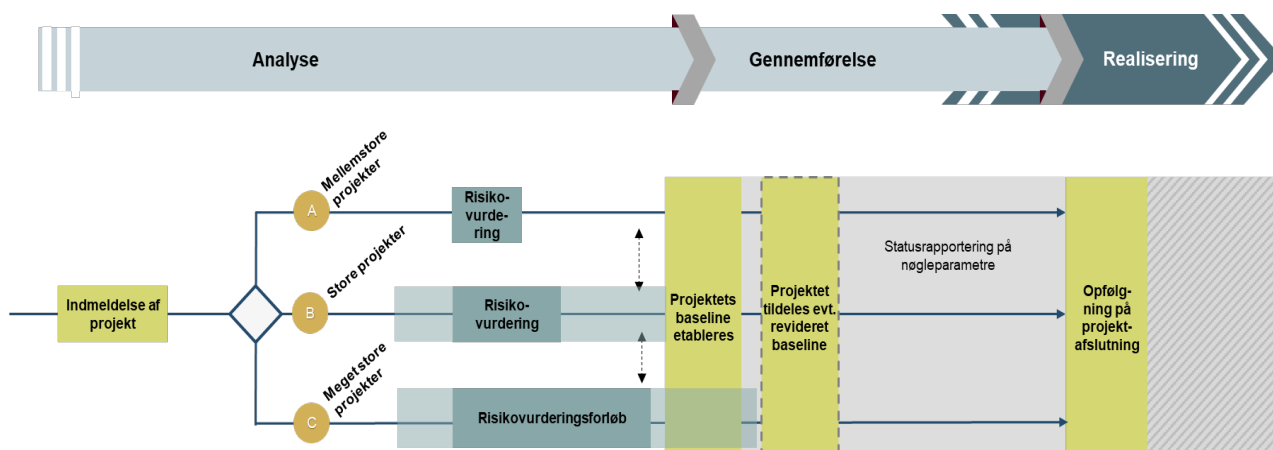 Analyse
Gennemførelse
Realisering
Mellemstore
projekter
A
Risiko-
vurde-
ring
Statusrapportering på
nøgleparametre
Indmeldelse af
projekt
Store projekter
B
Risiko-
vurdering
Projektets
baseline
etableres
Projektet
tildeles evt.
revideret
baseline
Opfølg-
ning på
projekt-
afslutning
Meget store
projekter
C
Risikovurderingsforløb